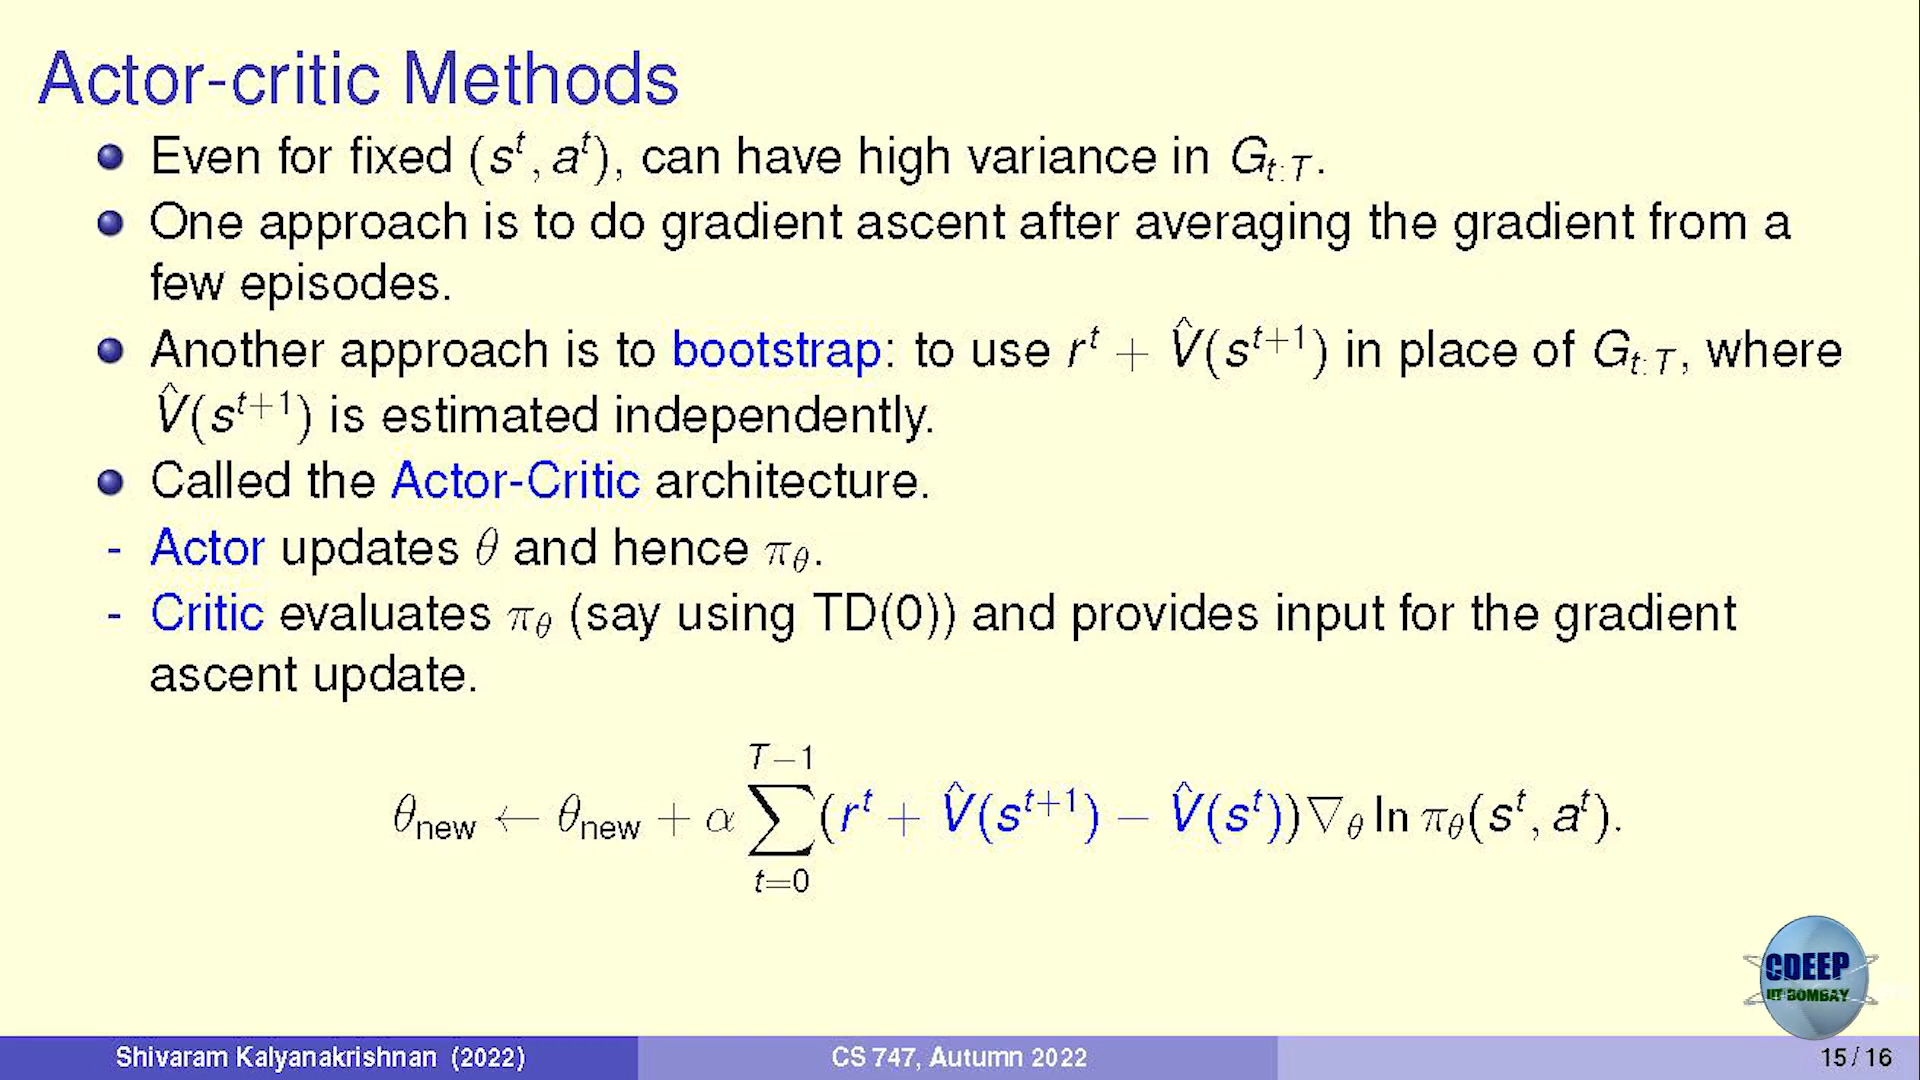 Actor-critic Methods
Even for fixed (s^t, a^t), can have high variance in G_{t:T}.
One approach is to do gradient ascent after averaging the gradient from a
few episodes.
Another approach is to bootstrap: to use r^t + V̂(s^{t+1}) in place of G_{t:T}, where
V̂(s^{t+1}) is estimated independently.
Called the Actor-Critic architecture.
- Actor updates θ and hence π_θ.
- Critic evaluates π_θ (say using TD(0)) and provides input for the gradient
ascent update.
θ_new ← θ_new + α ∑_{t=0}^{T−1} (r^t + V̂(s^{t+1}) − V̂(s^t))∇_θ ln π_θ(s^t, a^t).
CDEEP
IIT BOMBAY
Shivaram Kalyanakrishnan (2022)
CS 747, Autumn 2022
15 / 16